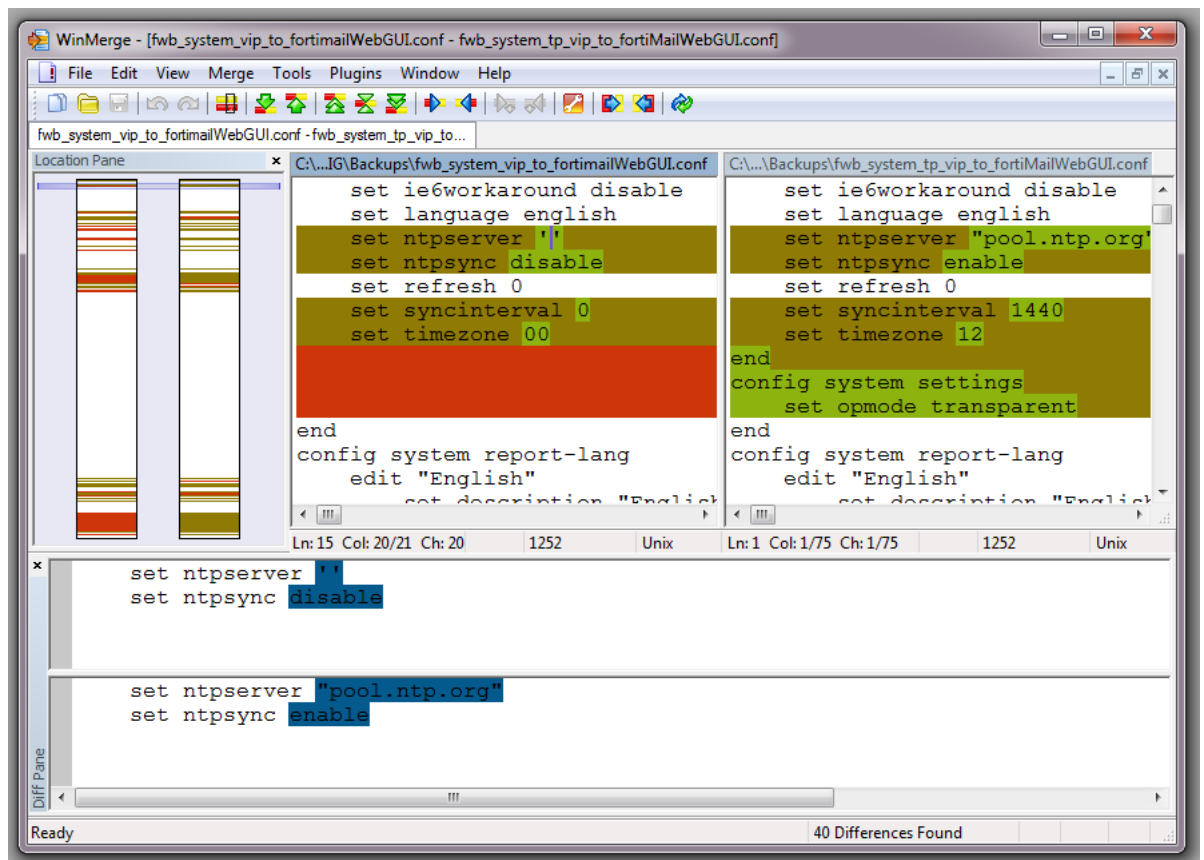 WinMerge - [fwb_system_vip_to_fortimailWebGUI.conf - fwb_system_tp_vip_to_fortiMailWebGUI.conf]
File Edit View Merge Tools Plugins Window Help
fwb_system_vip_to_fortimailWebGUI.conf - fwb_system_tp_vip_to...
Location Pane
C:\...IG\Backups\fwb_system_vip_to_fortimailWebGUI.conf
set ie6workaround disable
set language english
set ntpserver ''
set ntpsync disable
set refresh 0
set syncinterval 0
set timezone 00
end
config system report-lang
edit "English"
set description "English
Ln: 15 Col: 20/21 Ch: 20 1252 Unix
C:\...\Backups\fwb_system_tp_vip_to_fortiMailWebGUI.conf
set ie6workaround disable
set language english
set ntpserver "pool.ntp.org"
set ntpsync enable
set refresh 0
set syncinterval 1440
set timezone 12
end
config system settings
set opmode transparent
end
config system report-lang
edit "English"
set description "English
Ln: 1 Col: 1/75 Ch: 1/75 1252 Unix
set ntpserver ''
set ntpsync disable
set ntpserver "pool.ntp.org"
set ntpsync enable
Diff Pane
Ready 40 Differences Found